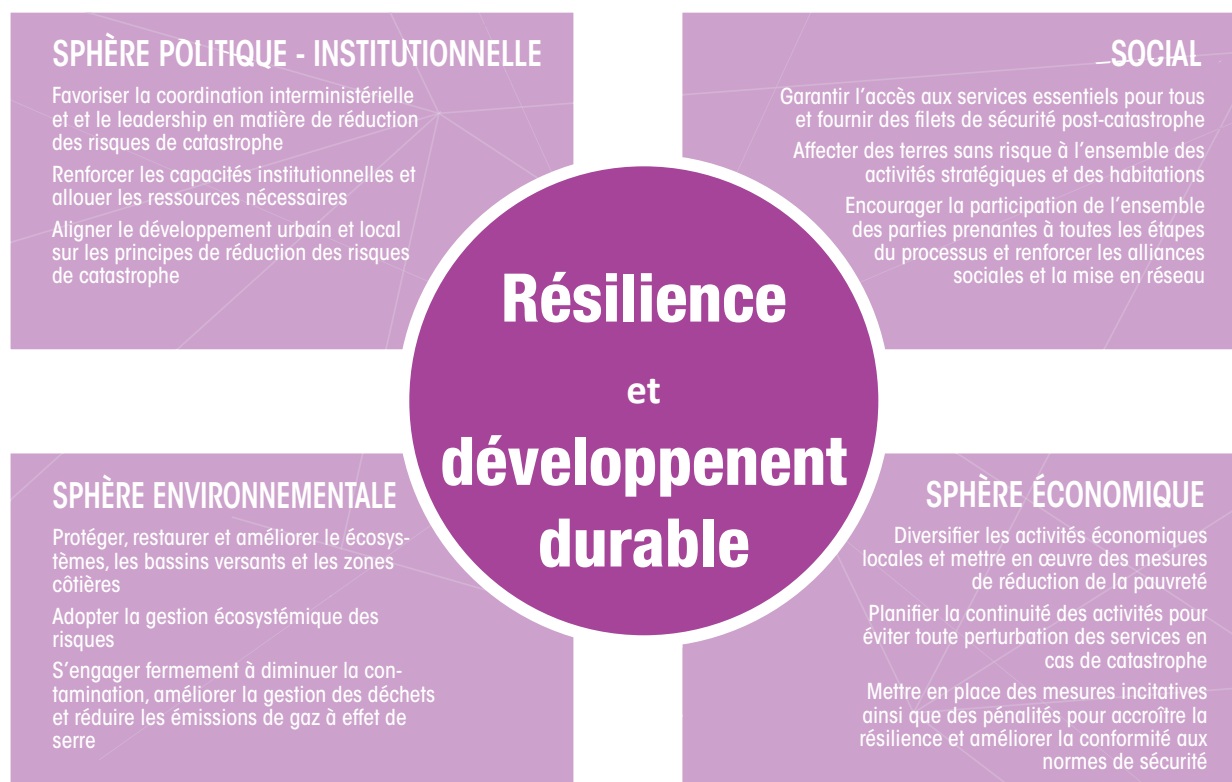 SPHÈRE POLITIQUE - INSTITUTIONNELLE
Favoriser la coordination interministérielle
et et le leadership en matière de réduction
des risques de catastrophe
Renforcer les capacités institutionnelles et
allouer les ressources nécessaires
Aligner le développement urbain et local
sur les principes de réduction des risques
de catastrophe
SOCIAL
Garantir l’accès aux services essentiels pour tous
et fournir des filets de sécurité post-catastrophe
Affecter des terres sans risque à l’ensemble des
activités stratégiques et des habitations
Encourager la participation de l’ensemble
des parties prenantes à toutes les étapes
du processus et renforcer les alliances
sociales et la mise en réseau
Résilience
et
développenent
durable
SPHÈRE ENVIRONNEMENTALE
Protéger, restaurer et améliorer le écosys-
tèmes, les bassins versants et les zones
côtières
Adopter la gestion écosystémique des
risques
S’engager fermement à diminuer la con-
tamination, améliorer la gestion des déchets
et réduire les émissions de gaz à effet de
serre
SPHÈRE ÉCONOMIQUE
Diversifier les activités économiques
locales et mettre en œuvre des mesures
de réduction de la pauvreté
Planifier la continuité des activités pour
éviter toute perturbation des services en
cas de catastrophe
Mettre en place des mesures incitatives
ainsi que des pénalités pour accroître la
résilience et améliorer la conformité aux
normes de sécurité